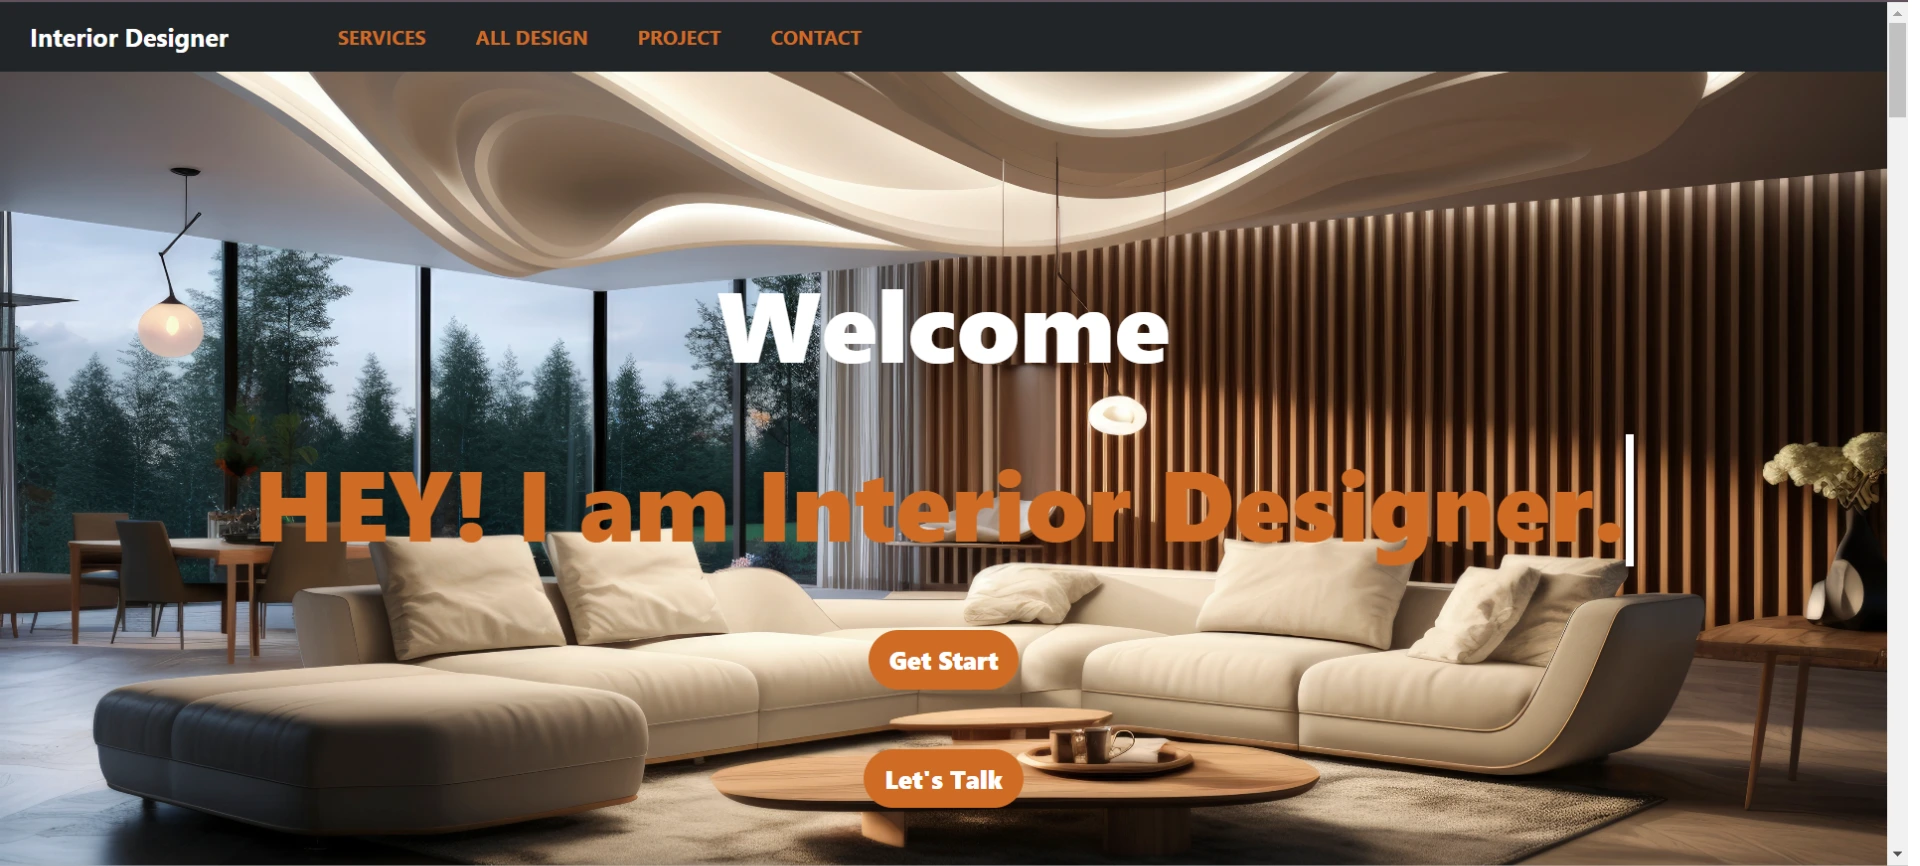 Interior Designer SERVICES ALL DESIGN PROJECT CONTACT
Welcome
HEY! I am Interior Designer.
Get Start
Let's Talk